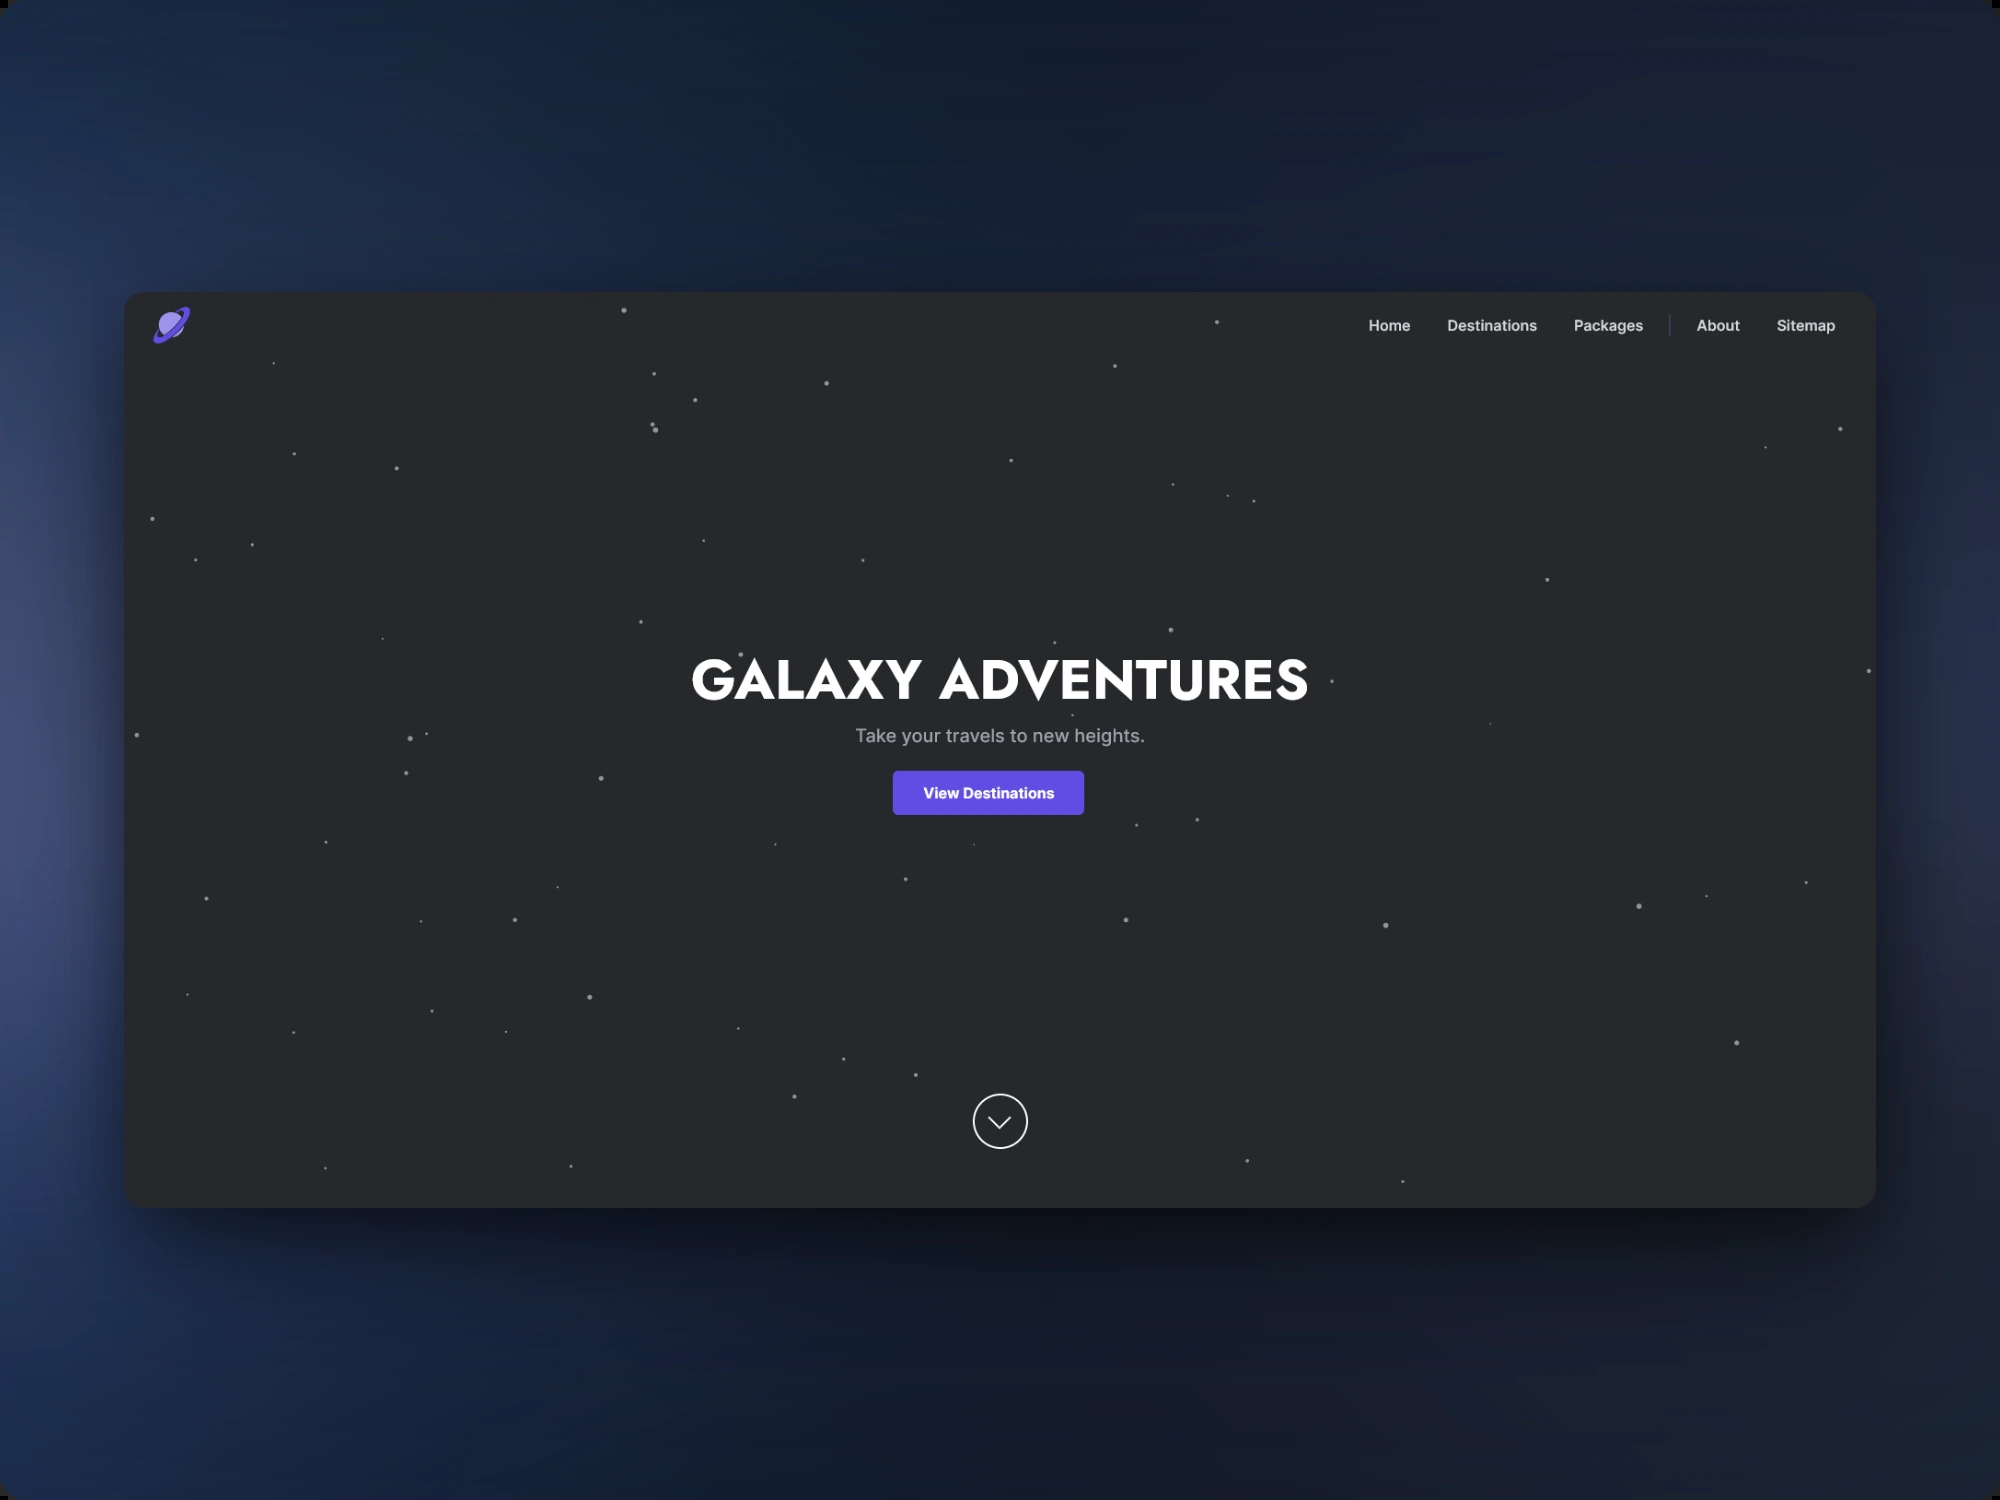 Home Destinations Packages About Sitemap
GALAXY ADVENTURES
Take your travels to new heights.
View Destinations